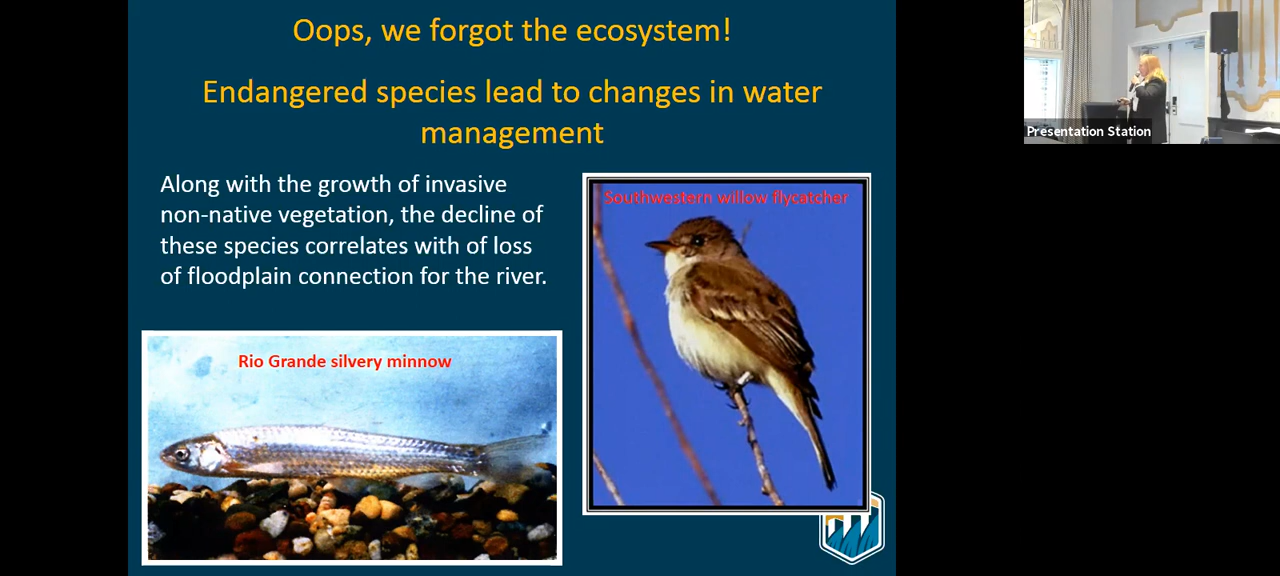 Oops, we forgot the ecosystem!
Endangered species lead to changes in water
management
Along with the growth of invasive
non-native vegetation, the decline of
these species correlates with of loss
of floodplain connection for the river.
Southwestern willow flycatcher
Rio Grande silvery minnow
Presentation Station